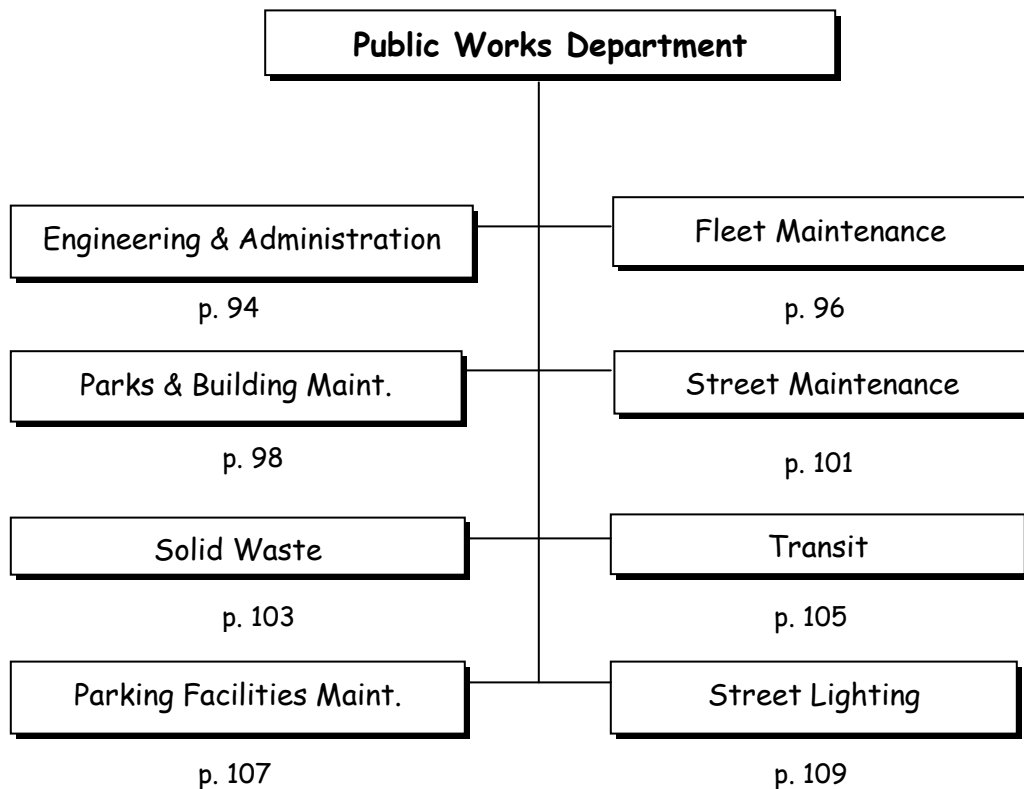 Public Works Department
Engineering & Administration
Fleet Maintenance
p. 94
p. 96
Parks & Building Maint.
Street Maintenance
p. 98
p. 101
Solid Waste
Transit
p. 103
p. 105
Parking Facilities Maint.
Street Lighting
p. 107
p. 109